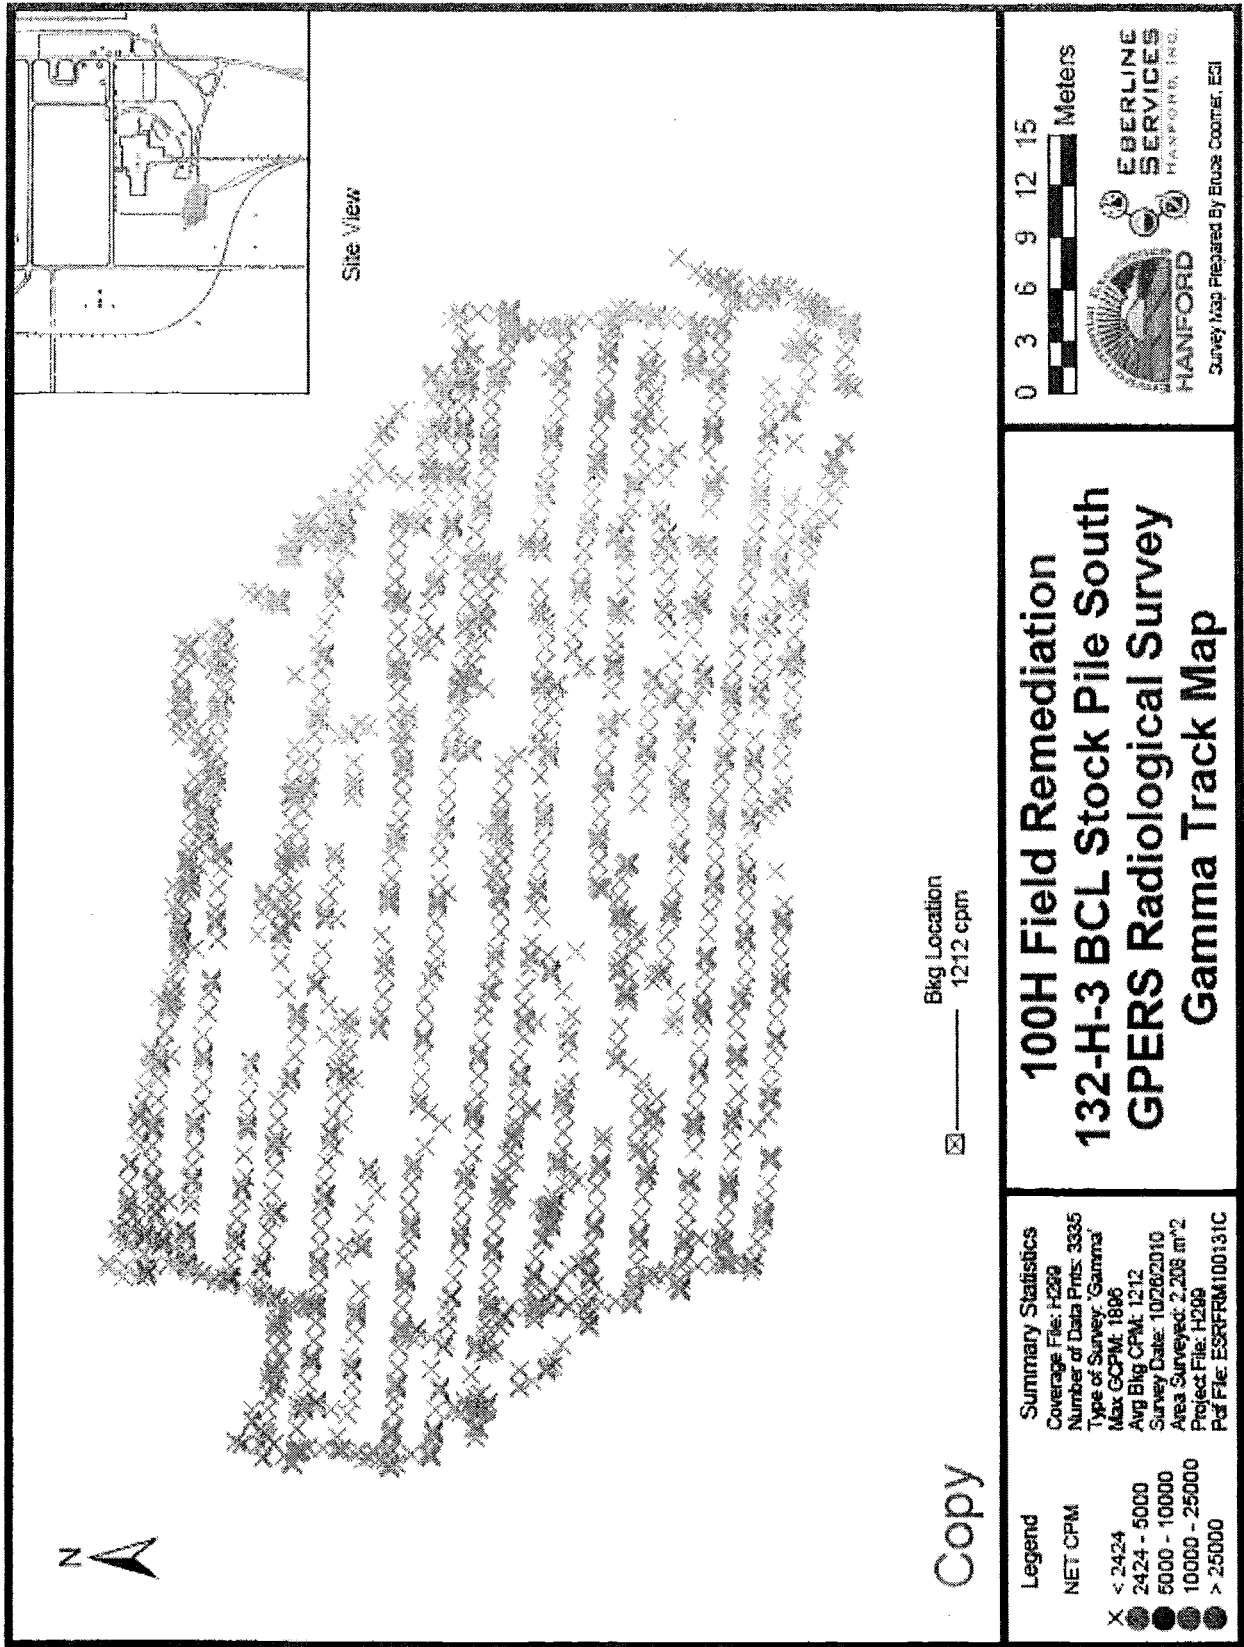 N
Site View
Bkg Location
1212 cpm
Copy
Legend
NET CPM
< 2424
2424 - 5000
5000 - 10000
10000 - 25000
> 25000
Summary Statistics
Coverage File: H299
Number of Data Pnts: 3335
Type of Survey: 'Gamma'
Max GCPM: 1896
Avg Bkg CPM: 1212
Survey Date: 10/26/2010
Area Surveyed: 2,208 m^2
Project File: H299
Pdf File: ESRFRM100131C
100H Field Remediation
132-H-3 BCL Stock Pile South
GPERS Radiological Survey
Gamma Track Map
0 3 6 9 12 15
Meters
HANFORD
EBERLINE
SERVICES
HANFORD, INC.
Survey Map Prepared By Bruce Coomer, ESI